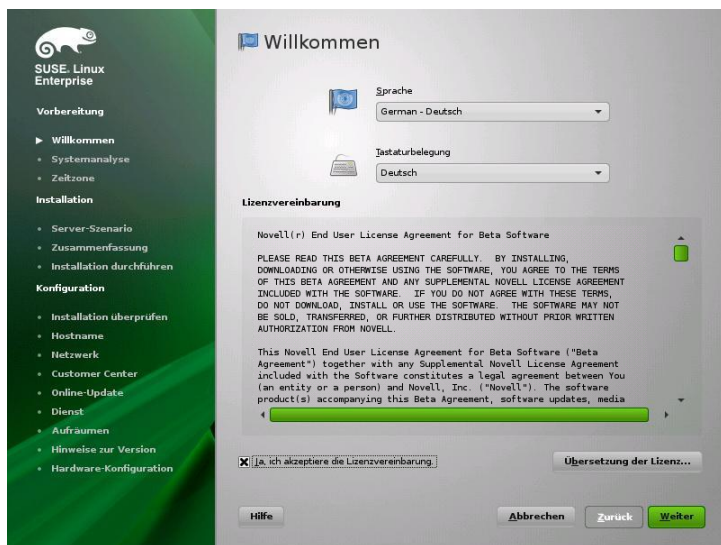 SUSE. Linux
Enterprise
Vorbereitung
Willkommen
Systemanalyse
Zeitzone
Installation
Server-Szenario
Zusammenfassung
Installation durchführen
Konfiguration
Installation überprüfen
Hostname
Netzwerk
Customer Center
Online-Update
Dienst
Aufräumen
Hinweise zur Version
Hardware-Konfiguration
Willkommen
Sprache
German - Deutsch
Tastaturbelegung
Deutsch
Lizenzvereinbarung
Novell(r) End User License Agreement for Beta Software
PLEASE READ THIS BETA AGREEMENT CAREFULLY. BY INSTALLING,
DOWNLOADING OR OTHERWISE USING THE SOFTWARE, YOU AGREE TO THE TERMS
OF THIS BETA AGREEMENT AND ANY SUPPLEMENTAL NOVELL LICENSE AGREEMENT
INCLUDED WITH THE SOFTWARE. IF YOU DO NOT AGREE WITH THESE TERMS,
DO NOT DOWNLOAD, INSTALL OR USE THE SOFTWARE. THE SOFTWARE MAY NOT
BE SOLD, TRANSFERRED, OR FURTHER DISTRIBUTED WITHOUT PRIOR WRITTEN
AUTHORIZATION FROM NOVELL.
This Novell End User License Agreement for Beta Software ("Beta
Agreement") together with any Supplemental Novell License Agreement
included with the Software constitutes a legal agreement between You
(an entity or a person) and Novell, Inc. ("Novell"). The software
product(s) accompanying this Beta Agreement, software updates, media
Ja, ich akzeptiere die Lizenzvereinbarung.
Übersetzung der Lizenz...
Hilfe
Abbrechen
Zurück
Weiter